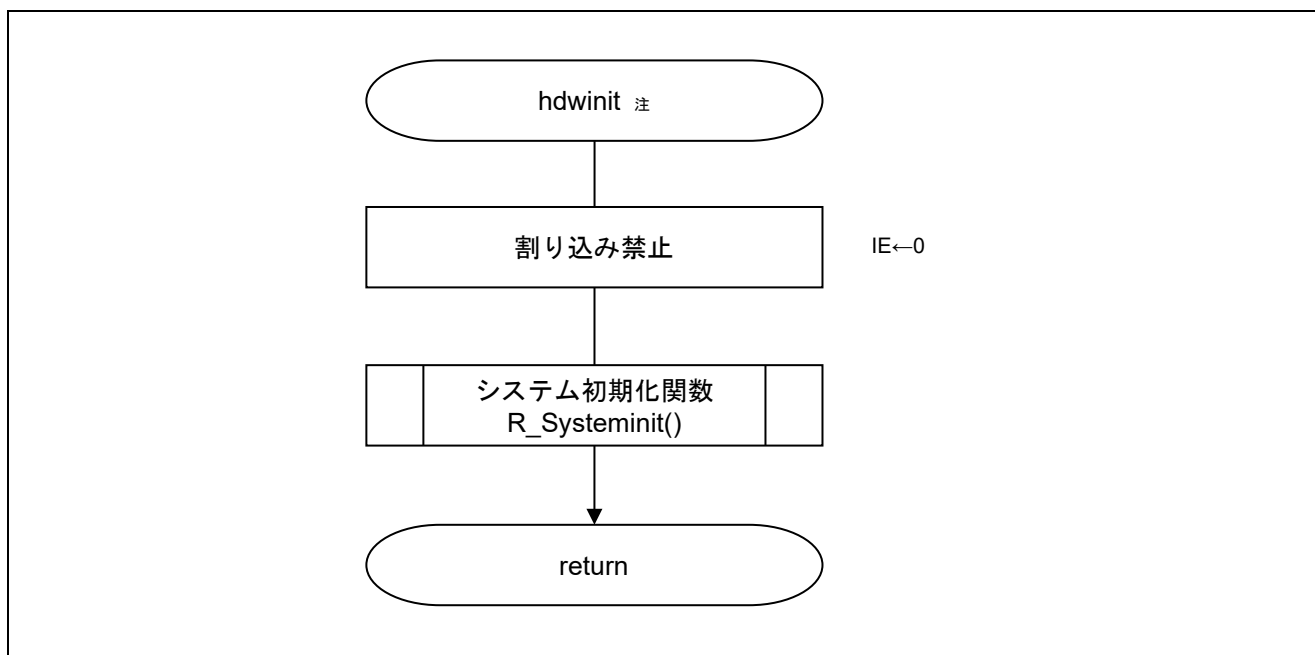 hdwinit 注
割り込み禁止
IE←0
システム初期化関数
R_Systeminit()
return